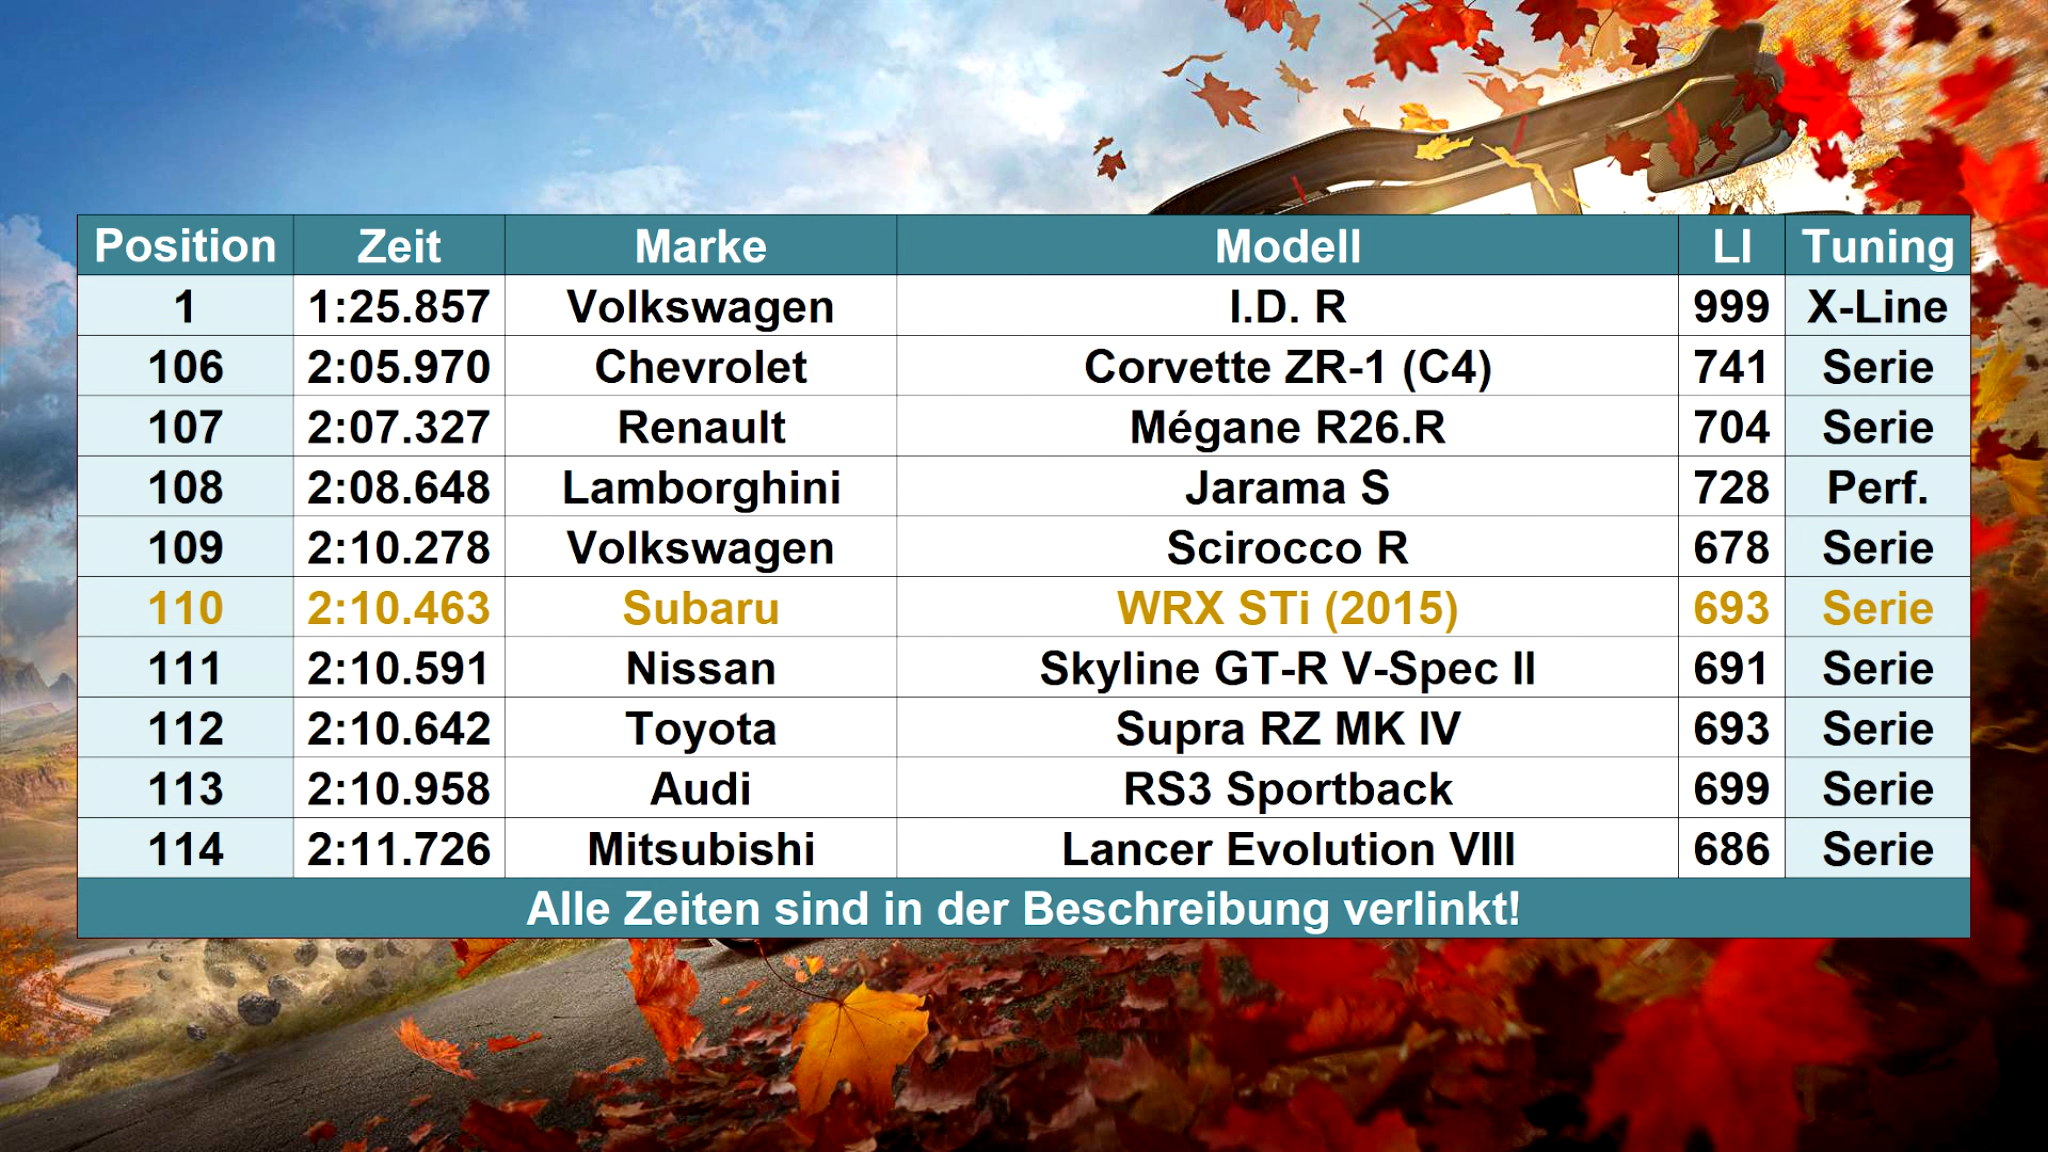 Position Zeit Marke Modell LI Tuning
1 1:25.857 Volkswagen I.D. R 999 X-Line
106 2:05.970 Chevrolet Corvette ZR-1 (C4) 741 Serie
107 2:07.327 Renault Mégane R26.R 704 Serie
108 2:08.648 Lamborghini Jarama S 728 Perf.
109 2:10.278 Volkswagen Scirocco R 678 Serie
110 2:10.463 Subaru WRX STi (2015) 693 Serie
111 2:10.591 Nissan Skyline GT-R V-Spec II 691 Serie
112 2:10.642 Toyota Supra RZ MK IV 693 Serie
113 2:10.958 Audi RS3 Sportback 699 Serie
114 2:11.726 Mitsubishi Lancer Evolution VIII 686 Serie
Alle Zeiten sind in der Beschreibung verlinkt!